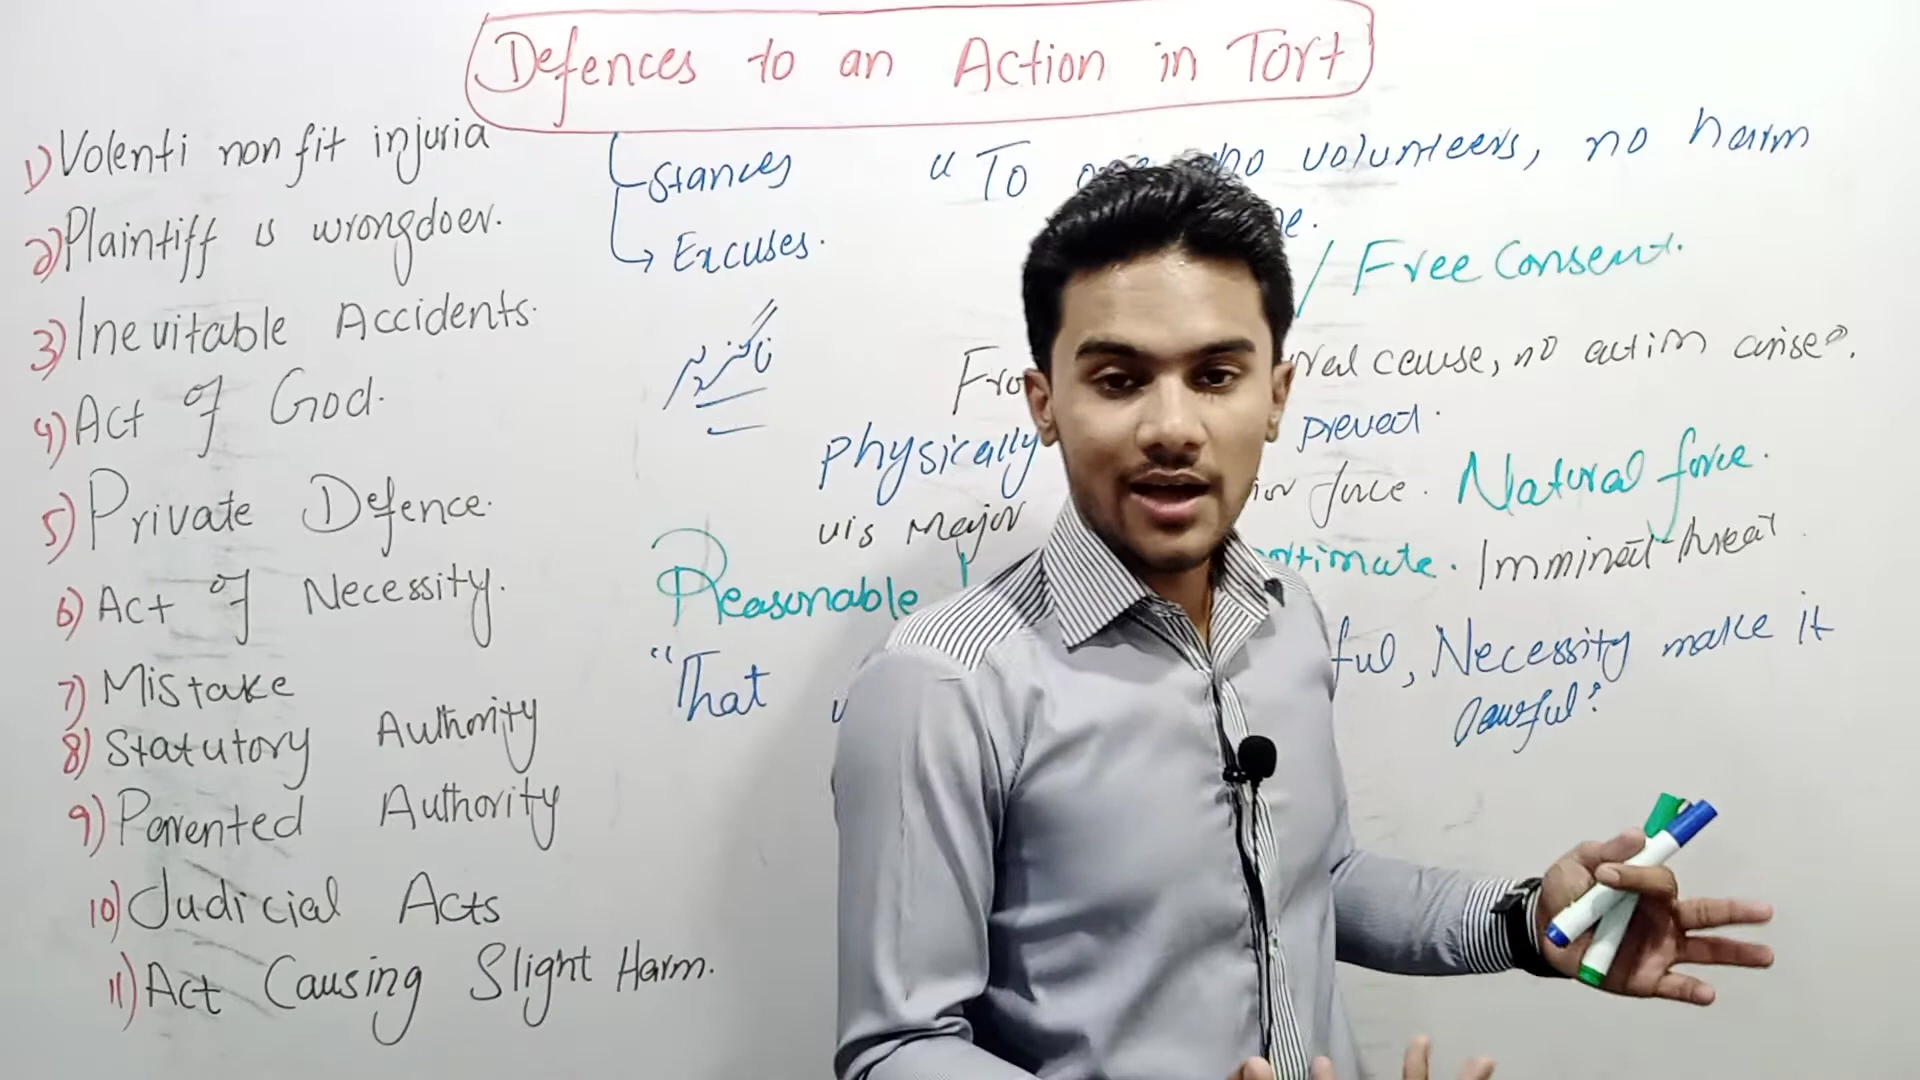 Defences to an Action in Tort
1) Volenti non fit injuria
2) Plaintiff is wrongdoer.
3) Inevitable Accidents.
4) Act of God.
5) Private Defence.
6) Act of Necessity.
7) Mistake
8) Statutory Authority
9) Parented Authority
10) Judicial Acts
11) Act Causing Slight Harm.
Stances
Excuses.
ناگزیر
"To volunteers, no harm
/ Free Consent.
cause, no action arises.
Physically
vis major force. Natural force.
Reasonable Imminent threat
"That Necessity make it
lawful"